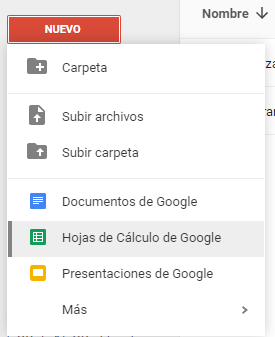 NUEVO
Nombre
Carpeta
Subir archivos
Subir carpeta
Documentos de Google
Hojas de Cálculo de Google
Presentaciones de Google
Más